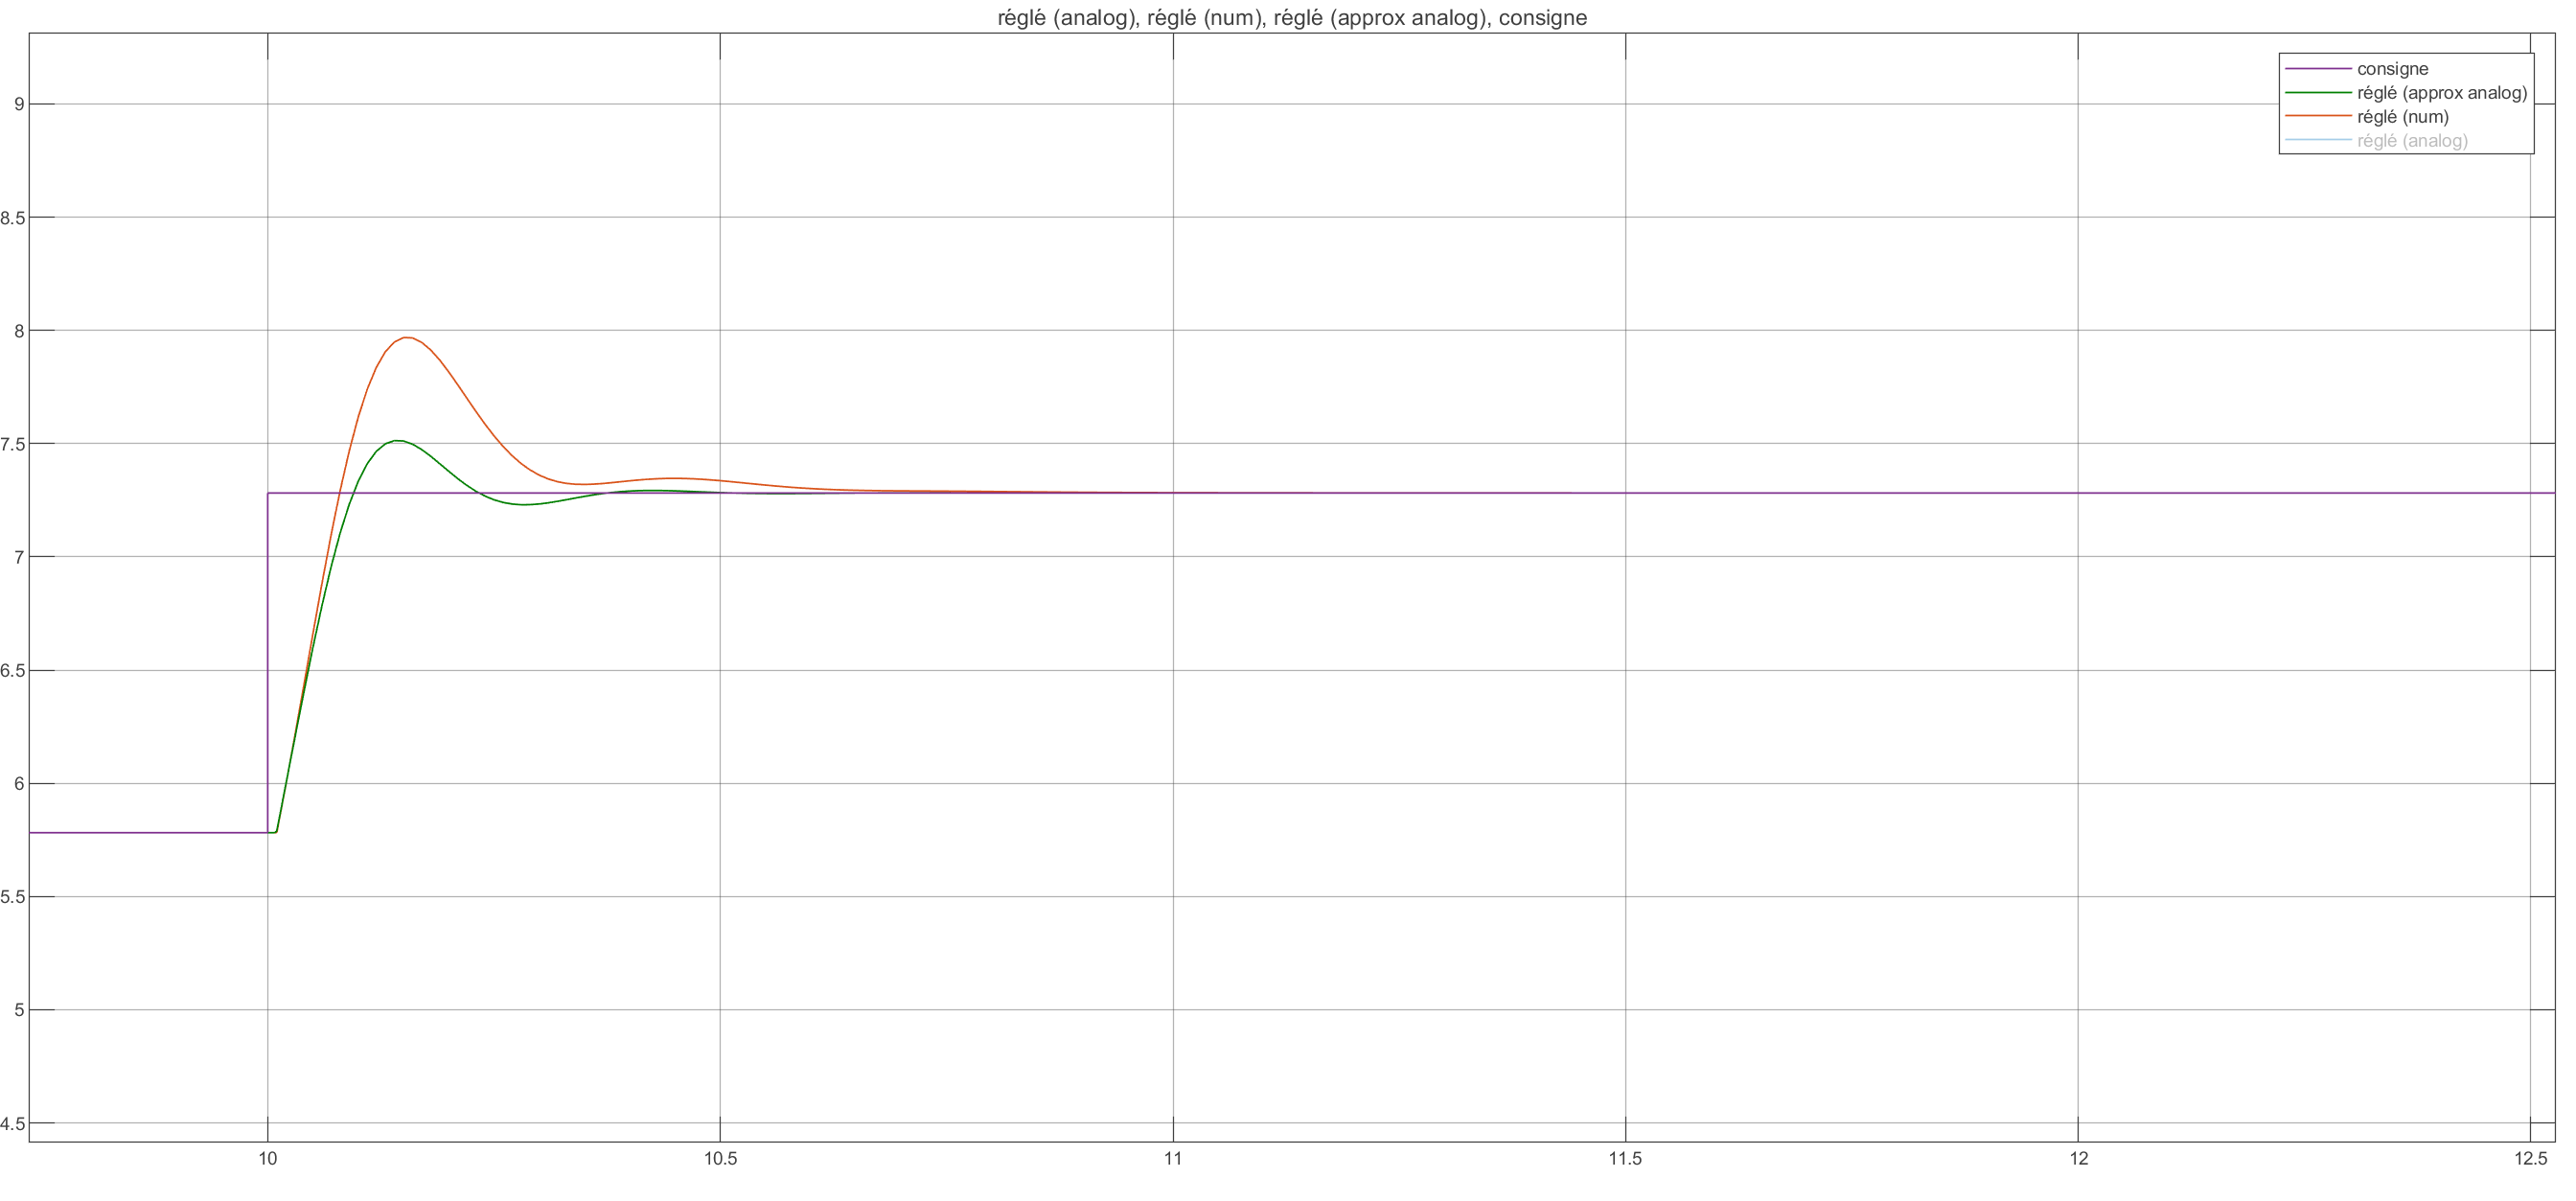 réglé (analog), réglé (num), réglé (approx analog), consigne
consigne
réglé (approx analog)
réglé (num)
réglé (analog)
9
8.5
8
7.5
7
6.5
6
5.5
5
4.5
10 10.5 11 11.5 12 12.5